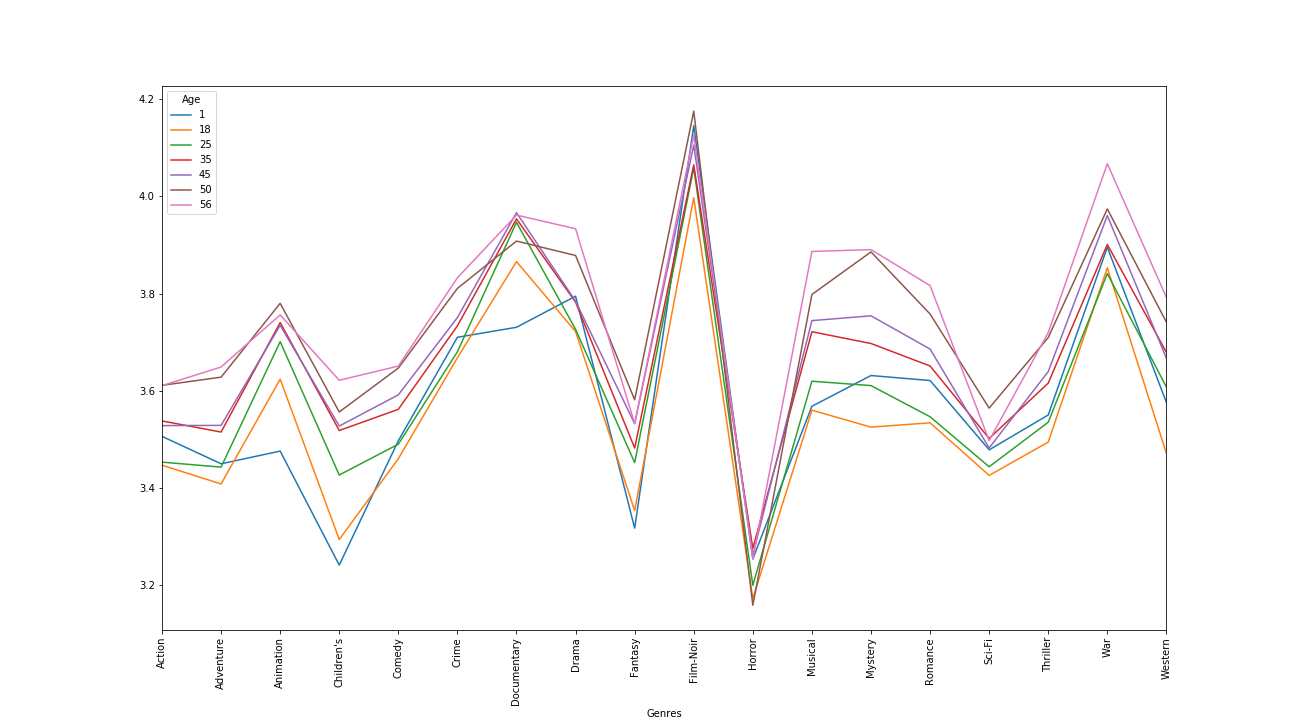 4.2
4.0
3.8
3.6
3.4
3.2
Age
1
18
25
35
45
50
56
Action
Adventure
Animation
Children's
Comedy
Crime
Documentary
Drama
Fantasy
Film-Noir
Horror
Musical
Mystery
Romance
Sci-Fi
Thriller
War
Western
Genres